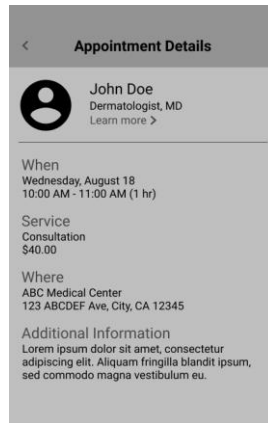 Appointment Details
John Doe
Dermatologist, MD
Learn more >
When
Wednesday, August 18
10:00 AM - 11:00 AM (1 hr)
Service
Consultation
$40.00
Where
ABC Medical Center
123 ABCDEF Ave, City, CA 12345
Additional Information
Lorem ipsum dolor sit amet, consectetur
adipiscing elit. Aliquam fringilla blandit ipsum,
sed commodo magna vestibulum eu.